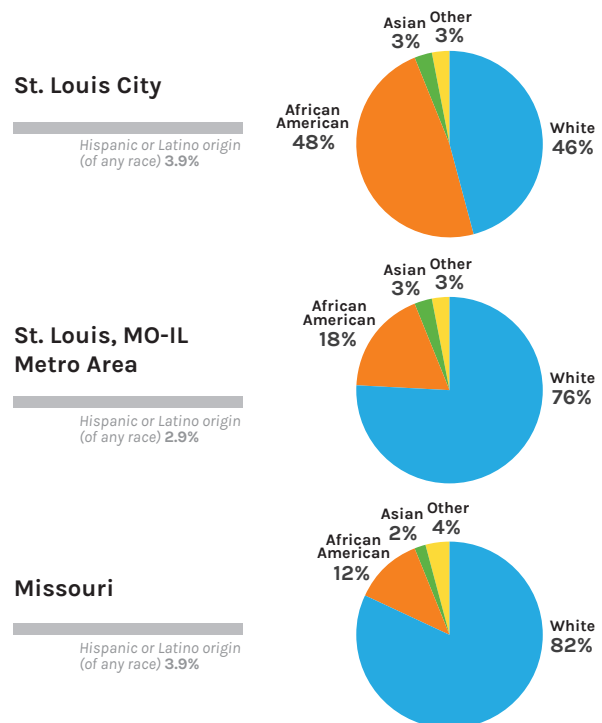 St. Louis City
Hispanic or Latino origin
(of any race) 3.9%
Asian
3%
Other
3%
African
American
48%
White
46%
St. Louis, MO-IL
Metro Area
Hispanic or Latino origin
(of any race) 2.9%
Asian
3%
Other
3%
African
American
18%
White
76%
Missouri
Hispanic or Latino origin
(of any race) 3.9%
Asian
2%
Other
4%
African
American
12%
White
82%